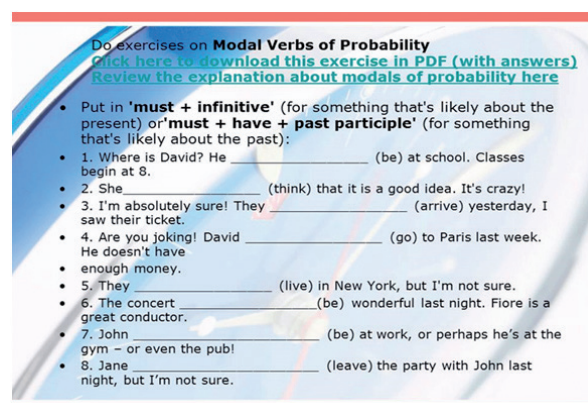 Do exercises on Modal Verbs of Probability
Click here to download this exercise in PDF (with answers)
Review the explanation about modals of probability here
• Put in 'must + infinitive' (for something that's likely about the
present) or'must + have + past participle' (for something
that's likely about the past):
• 1. Where is David? He ________________ (be) at school. Classes
begin at 8.
• 2. She________________ (think) that it is a good idea. It's crazy!
• 3. I'm absolutely sure! They ________________ (arrive) yesterday, I
saw their ticket.
• 4. Are you joking! David ________________ (go) to Paris last week.
He doesn't have
• enough money.
• 5. They ________________ (live) in New York, but I'm not sure.
• 6. The concert ________________(be) wonderful last night. Fiore is a
great conductor.
• 7. John ______________________ (be) at work, or perhaps he’s at the
gym – or even the pub!
• 8. Jane ______________________ (leave) the party with John last
night, but I’m not sure.